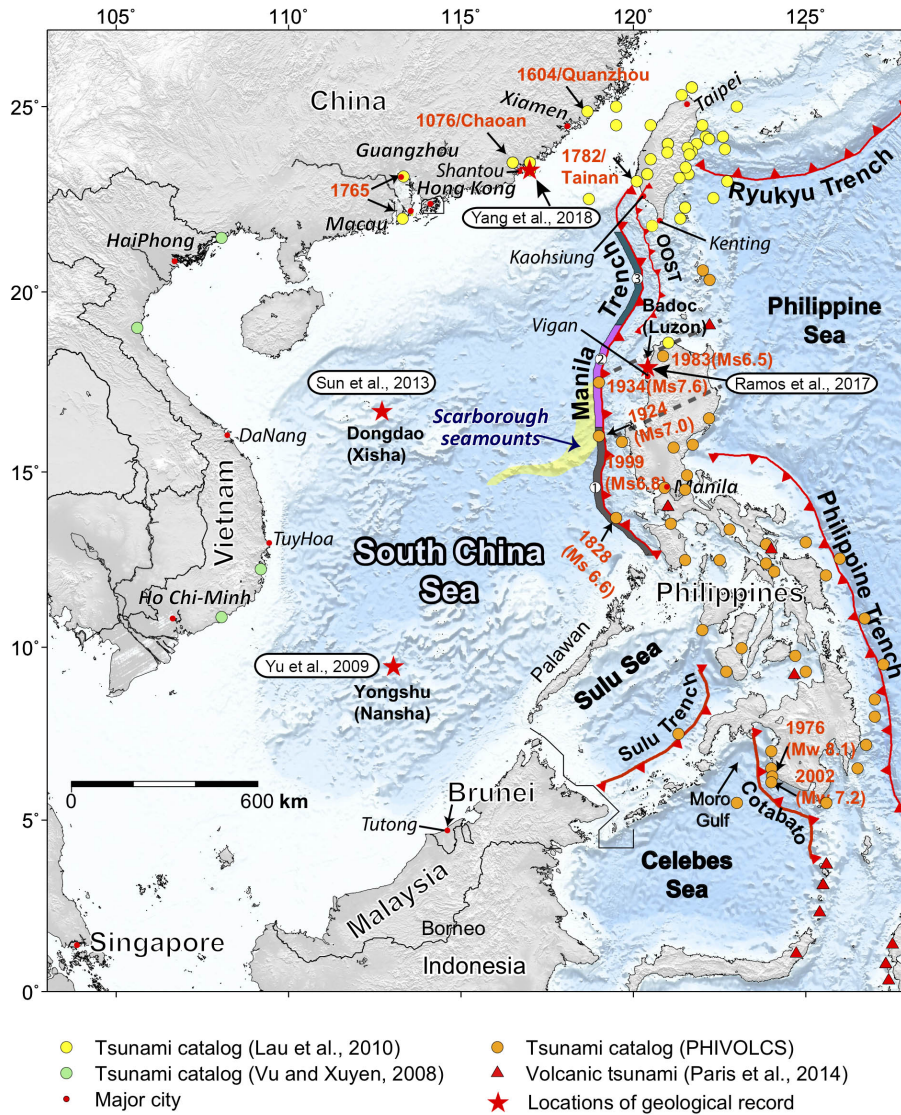 105°
110°
115°
120°
125°
25°
20°
15°
10°
5°
0°
China
1604/Quanzhou
Xiamen
Taipei
1076/Chaoan
Guangzhou
Shantou
1782/
Tainan
1765
Hong Kong
Macau
Yang et al., 2018
Ryukyu Trench
HaiPhong
Kaohsiung
Kenting
OOST
Trench
3
Badoc
(Luzon)
Philippine
Sea
Vigan
Manila
2
1983(Ms6.5)
Sun et al., 2013
1934(Ms7.6)
Ramos et al., 2017
Dongdao
(Xisha)
Scarborough
seamounts
1924
(Ms7.0)
DaNang
1999
(Ms6.8)
1
Manila
Vietnam
TuyHoa
South China
Sea
1828
(Ms 6.6)
Philippine Trench
Ho Chi-Minh
Philippines
Palawan
Sulu Sea
Yu et al., 2009
Yongshu
(Nansha)
Sulu Trench
1976
(Mw 8.1)
2002
(Mw 7.2)
0
600 km
Brunei
Tutong
Moro
Gulf
Cotabato
Malaysia
Celebes
Sea
Borneo
Singapore
Indonesia
Tsunami catalog (Lau et al., 2010)
Tsunami catalog (Vu and Xuyen, 2008)
Major city
Tsunami catalog (PHIVOLCS)
Volcanic tsunami (Paris et al., 2014)
Locations of geological record